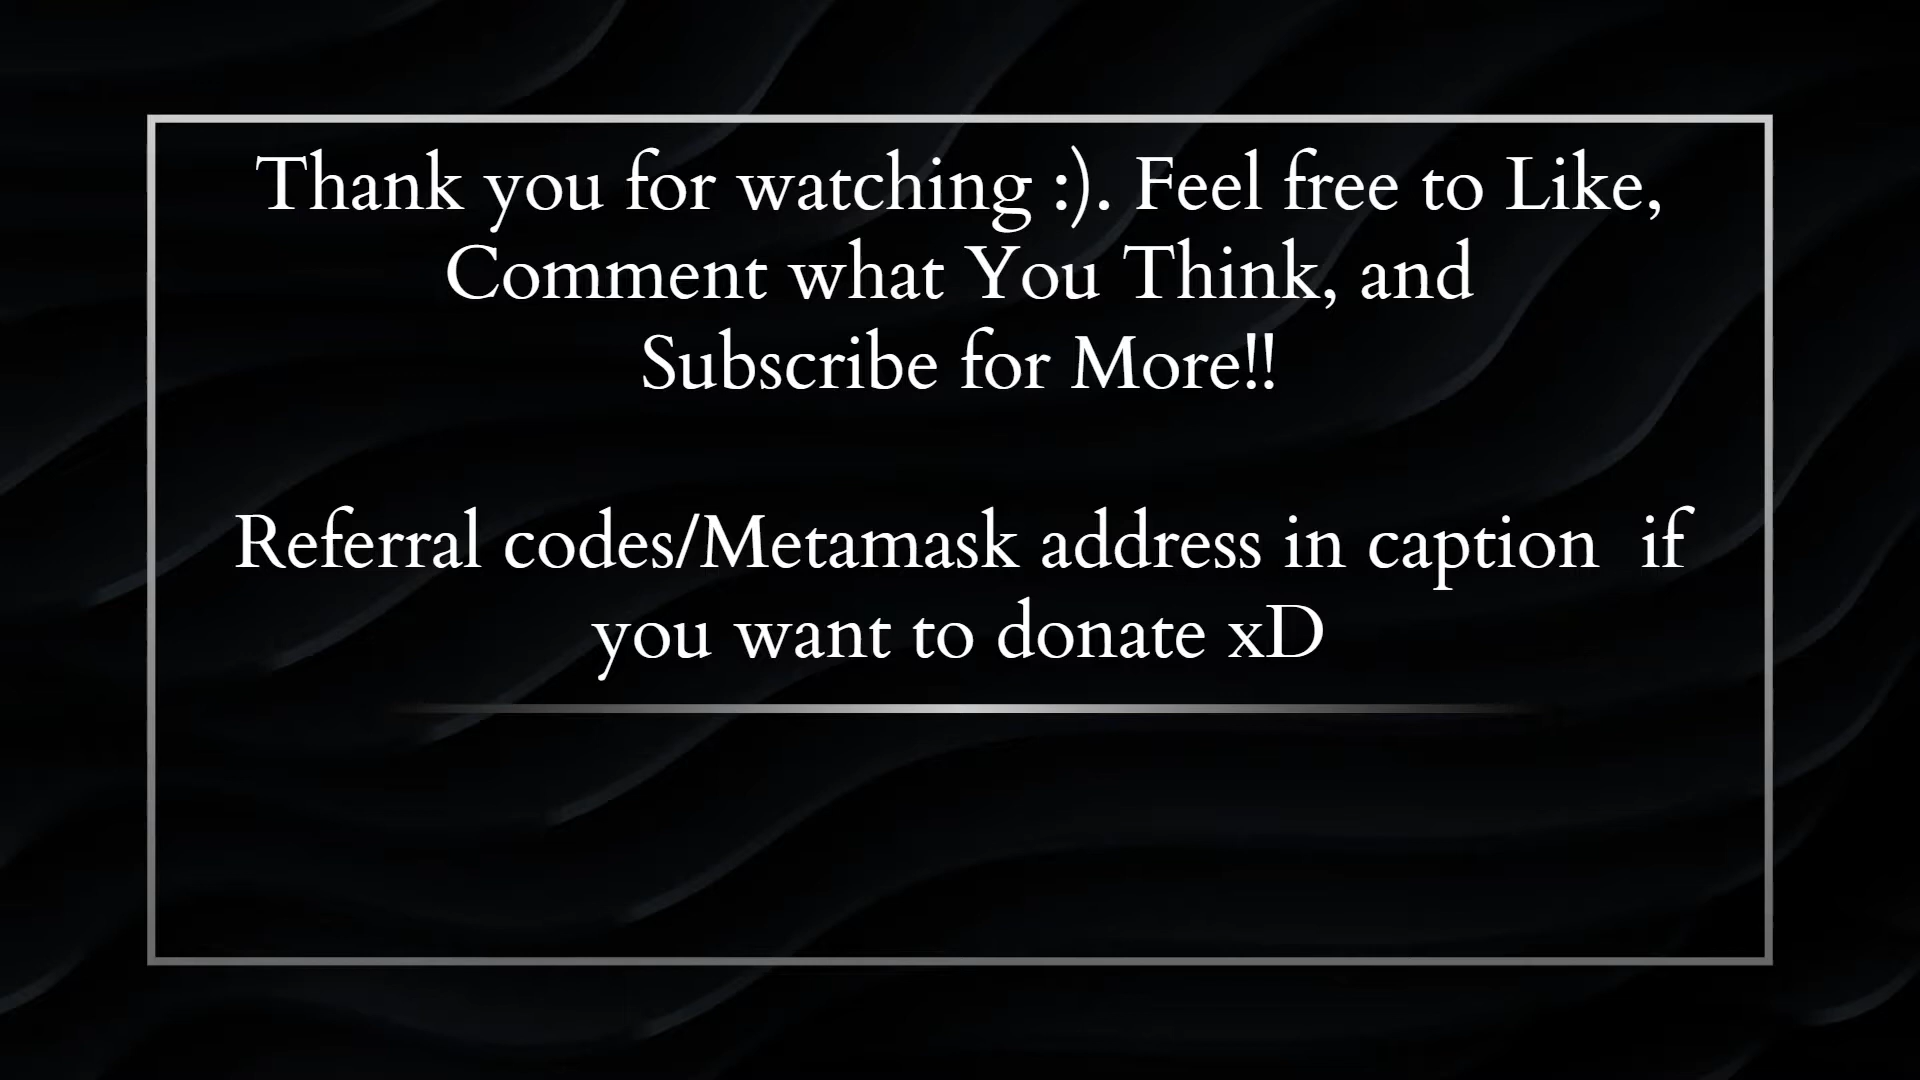 Thank you for watching :). Feel free to Like,
Comment what You Think, and
Subscribe for More!!
Referral codes/Metamask address in caption  if
you want to donate xD